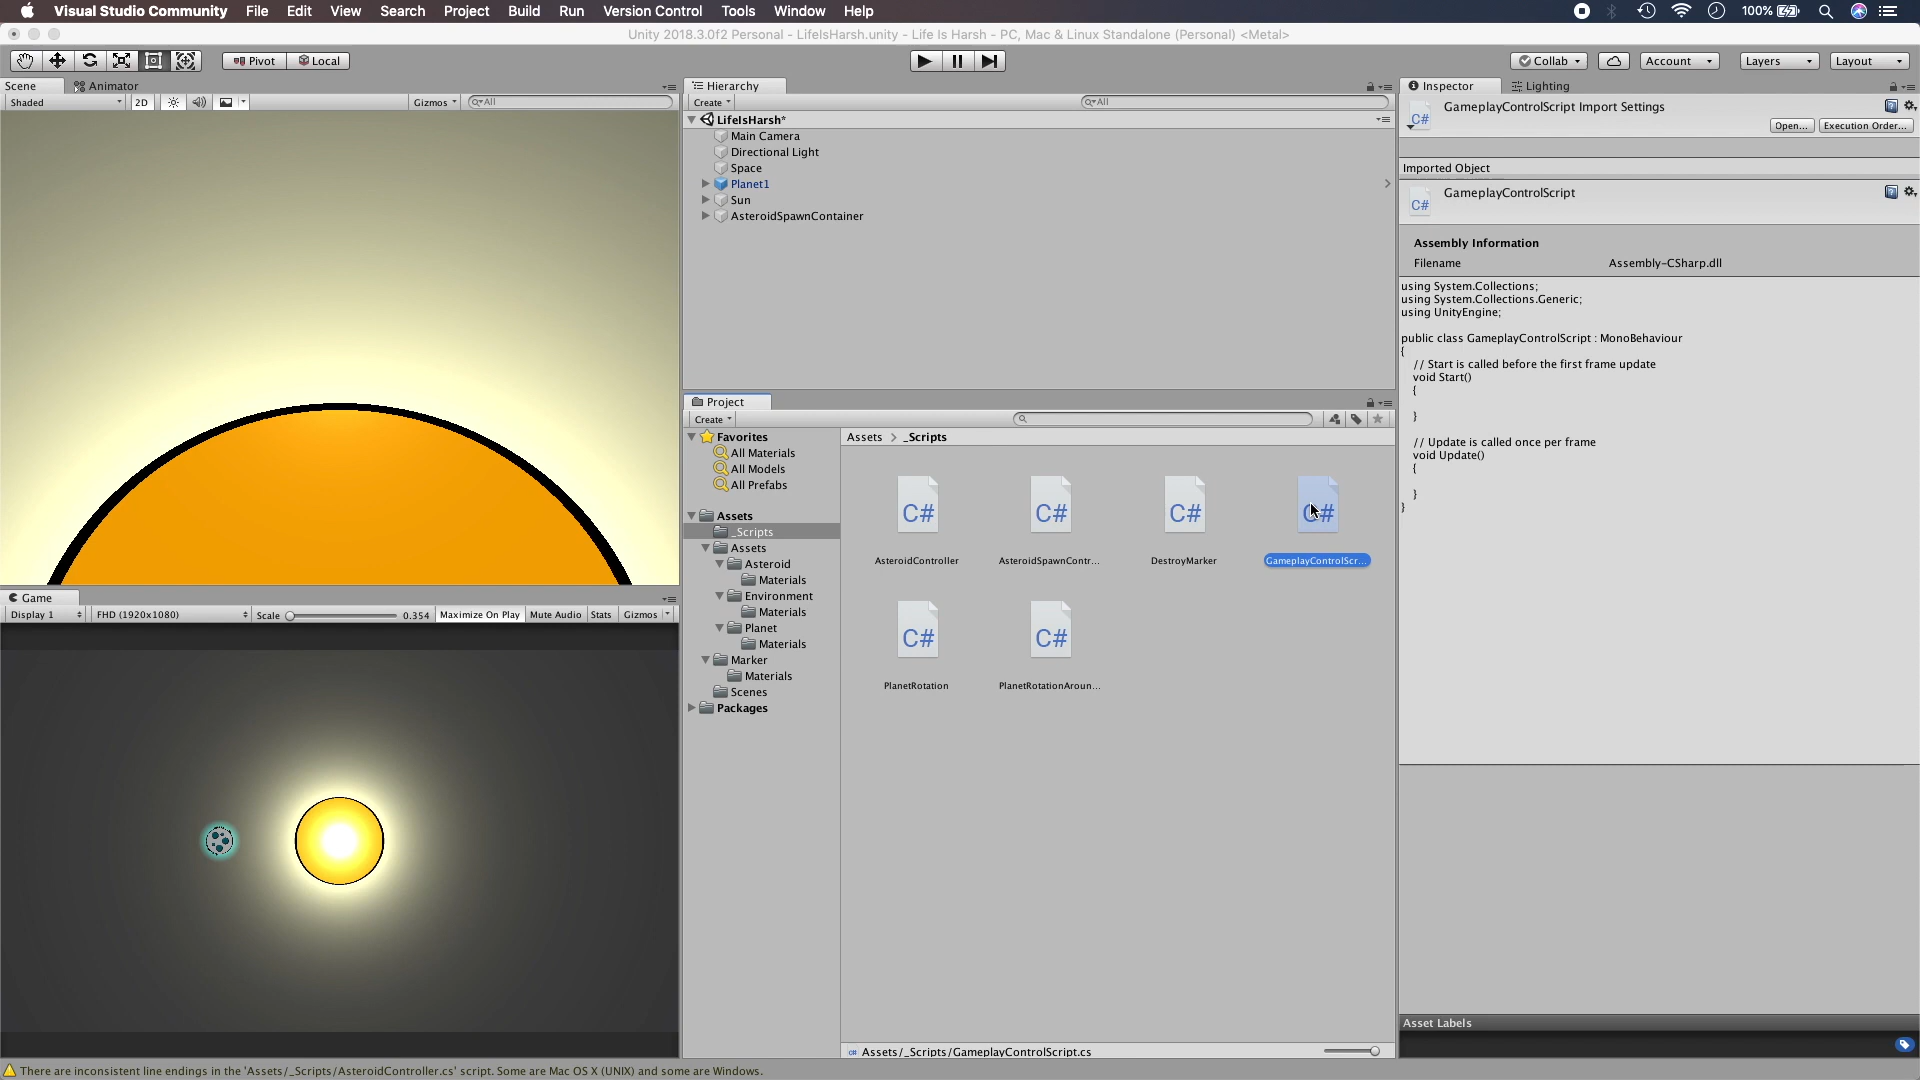 Visual Studio Community File Edit View Search Project Build Run Version Control Tools Window Help 100%
Unity 2018.3.0f2 Personal - LifeIsHarsh.unity - Life Is Harsh - PC, Mac & Linux Standalone (Personal) <Metal>
Pivot Local Collab Account Layers Layout
Scene Animator
Shaded 2D Gizmos All
Hierarchy
Create All
LifeIsHarsh*
Main Camera
Directional Light
Space
Planet1
Sun
AsteroidSpawnContainer
Project
Create
Favorites
All Materials
All Models
All Prefabs
Assets
_Scripts
Assets
Asteroid
Materials
Environment
Materials
Planet
Materials
Marker
Materials
Scenes
Packages
Assets > _Scripts
C# C# C# C#
AsteroidController AsteroidSpawnContr... DestroyMarker GameplayControlScr...
C# C#
PlanetRotation PlanetRotationAroun...
C# Assets/_Scripts/GameplayControlScript.cs
Game
Display 1 FHD (1920x1080) Scale 0.354 Maximize On Play Mute Audio Stats Gizmos
Inspector Lighting
C# GameplayControlScript Import Settings
Open... Execution Order...
Imported Object
C# GameplayControlScript
Assembly Information
Filename Assembly-CSharp.dll
using System.Collections;
using System.Collections.Generic;
using UnityEngine;
public class GameplayControlScript : MonoBehaviour
{
// Start is called before the first frame update
void Start()
{
}
// Update is called once per frame
void Update()
{
}
}
Asset Labels
There are inconsistent line endings in the 'Assets/_Scripts/AsteroidController.cs' script. Some are Mac OS X (UNIX) and some are Windows.